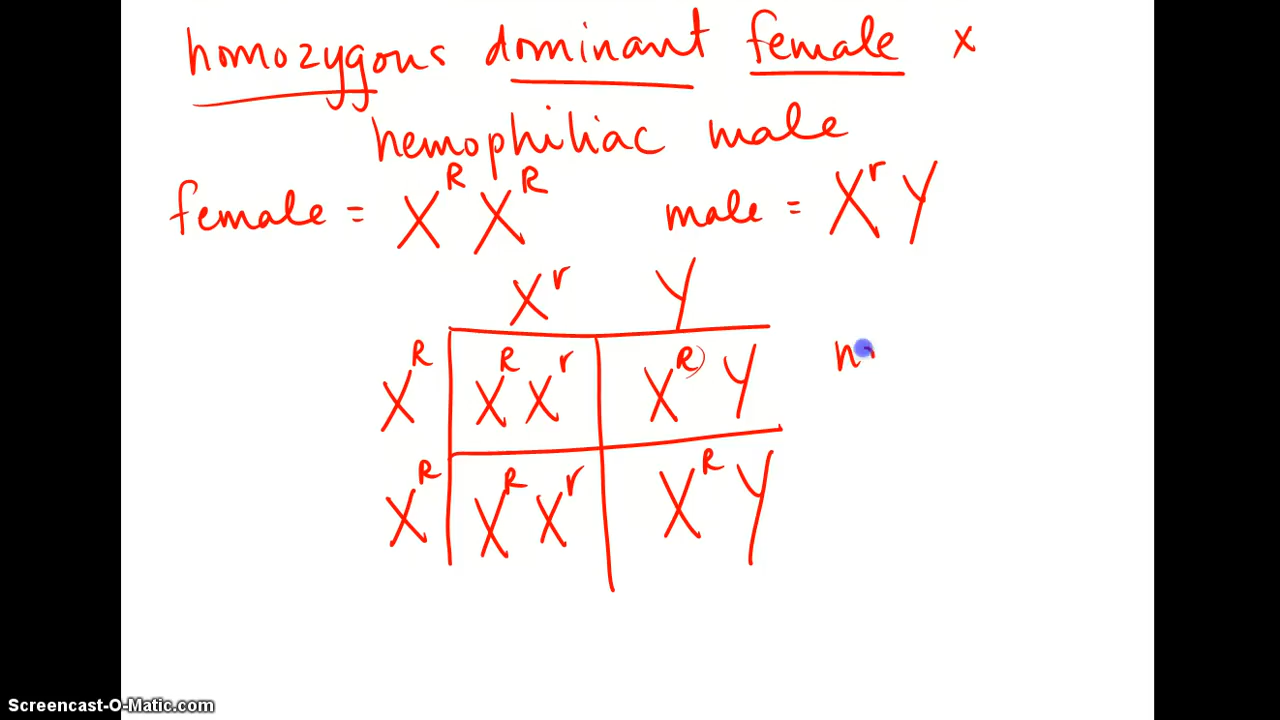 homozygous dominant female x
hemophiliac male
female = X^R X^R male = X^r Y
X^r Y
X^R X^R X^r X^R Y
X^R X^R X^r X^R Y
Screencast-O-Matic.com